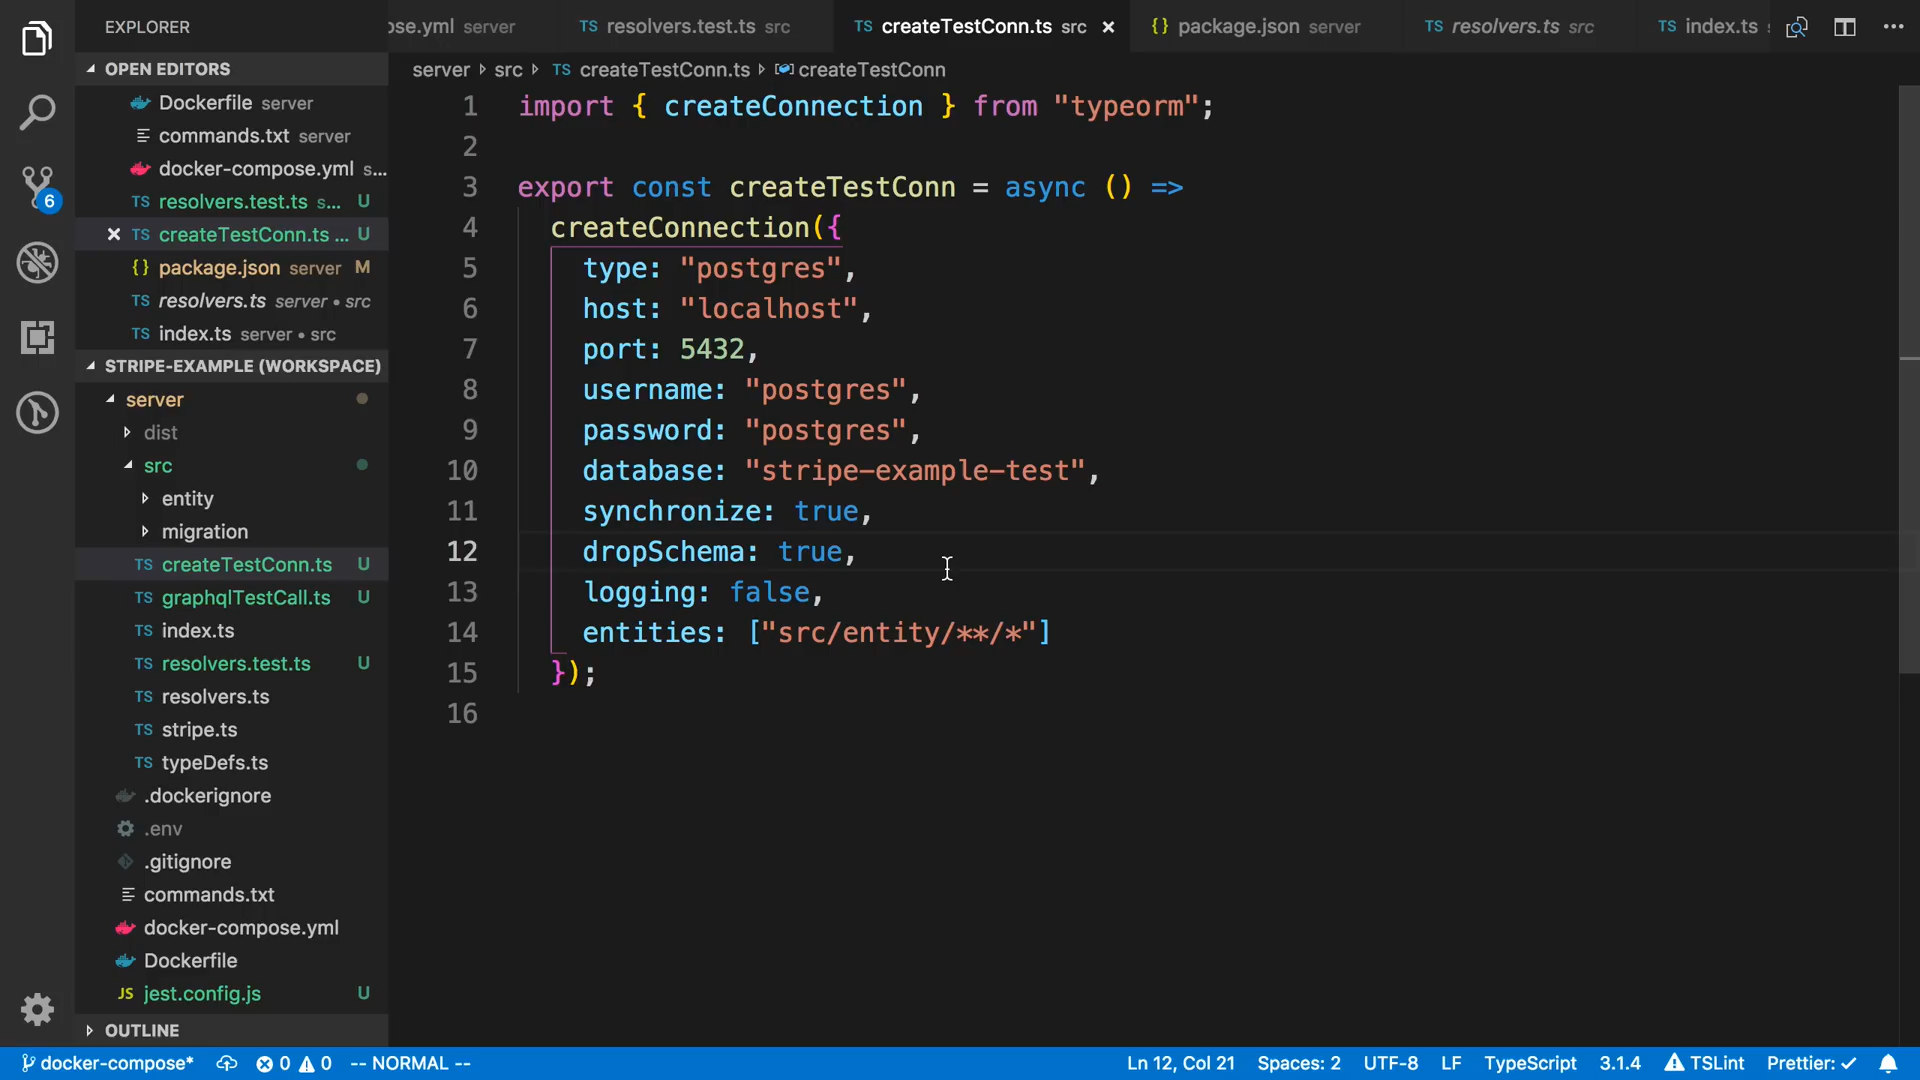 EXPLORER
ose.yml server
TS resolvers.test.ts src
TS createTestConn.ts src ×
{} package.json server
TS resolvers.ts src
TS index.ts
OPEN EDITORS
Dockerfile server
commands.txt server
docker-compose.yml s...
TS resolvers.test.ts s... U
× TS createTestConn.ts ... U
{} package.json server M
TS resolvers.ts server • src
TS index.ts server • src
6
STRIPE-EXAMPLE (WORKSPACE)
server
dist
src
entity
migration
TS createTestConn.ts U
TS graphqlTestCall.ts U
TS index.ts
TS resolvers.test.ts U
TS resolvers.ts
TS stripe.ts
TS typeDefs.ts
.dockerignore
.env
.gitignore
commands.txt
docker-compose.yml
Dockerfile
JS jest.config.js U
OUTLINE
server src TS createTestConn.ts createTestConn
1 import { createConnection } from "typeorm";
2
3 export const createTestConn = async () =>
4 createConnection({
5 type: "postgres",
6 host: "localhost",
7 port: 5432,
8 username: "postgres",
9 password: "postgres",
10 database: "stripe-example-test",
11 synchronize: true,
12 dropSchema: true,
13 logging: false,
14 entities: ["src/entity/**/*"]
15 });
16
docker-compose* 0 0 -- NORMAL -- Ln 12, Col 21 Spaces: 2 UTF-8 LF TypeScript 3.1.4 TSLint Prettier: ✓